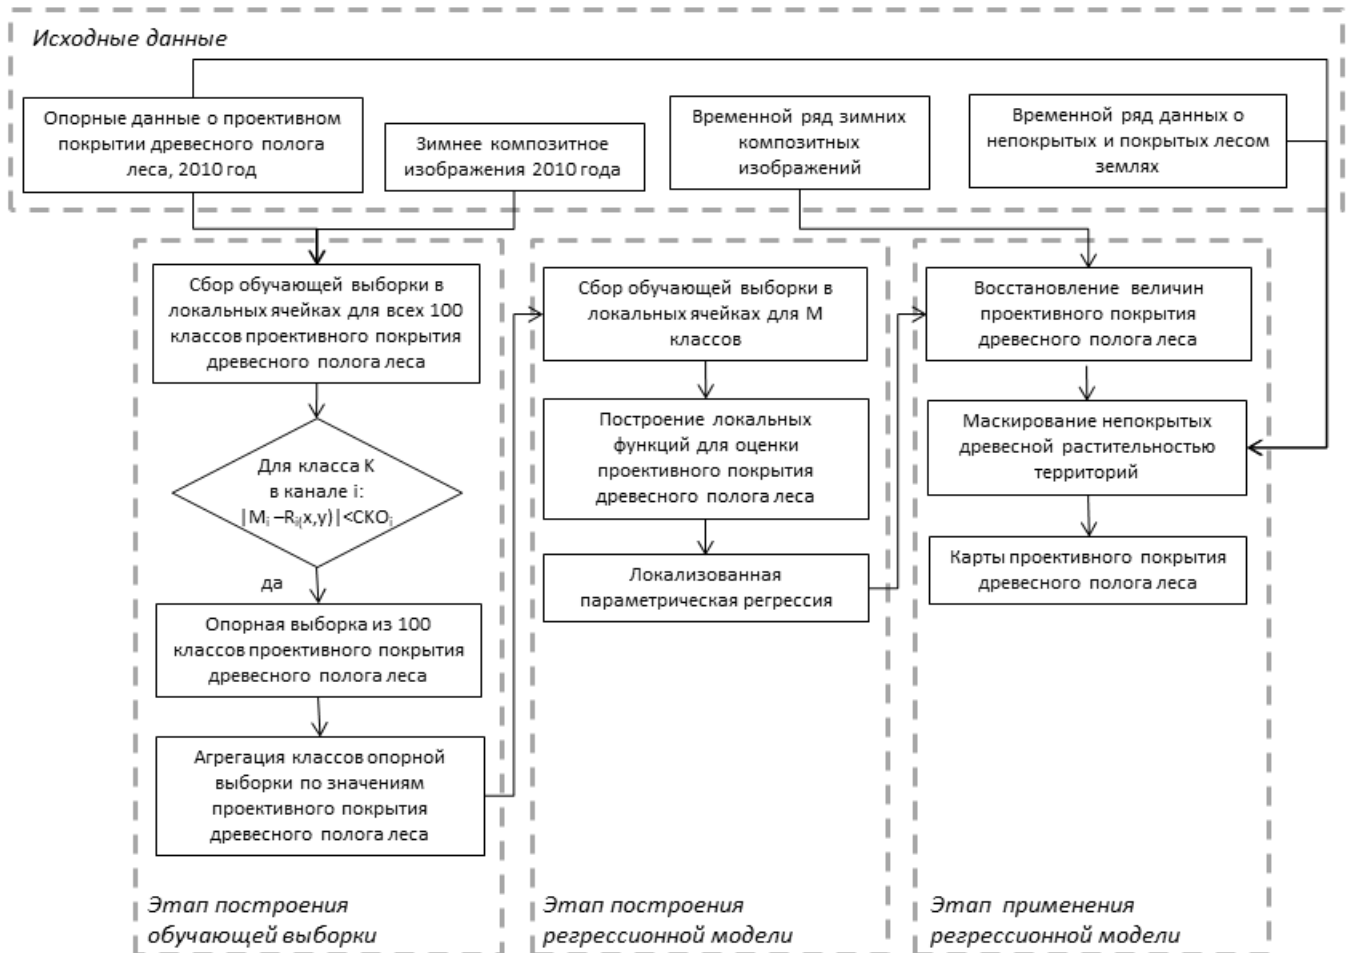 Исходные данные
Опорные данные о проективном
покрытии древесного полога
леса, 2010 год
Зимнее композитное
изображения 2010 года
Временной ряд зимних
композитных
изображений
Временной ряд данных о
непокрытых и покрытых лесом
землях
Сбор обучающей выборки в
локальных ячейках для всех 100
классов проективного покрытия
древесного полога леса
Для класса K
в канале i:
|Mᵢ –Rᵢ₍x,y)|<СКОᵢ
да
Опорная выборка из 100
классов проективного покрытия
древесного полога леса
Агрегация классов опорной
выборки по значениям
проективного покрытия
древесного полога леса
Этап построения
обучающей выборки
Сбор обучающей выборки в
локальных ячейках для M
классов
Построение локальных
функций для оценки
проективного покрытия
древесного полога леса
Локализованная
параметрическая регрессия
Этап построения
регрессионной модели
Восстановление величин
проективного покрытия
древесного полога леса
Маскирование непокрытых
древесной растительностью
территорий
Карты проективного покрытия
древесного полога леса
Этап применения
регрессионной модели